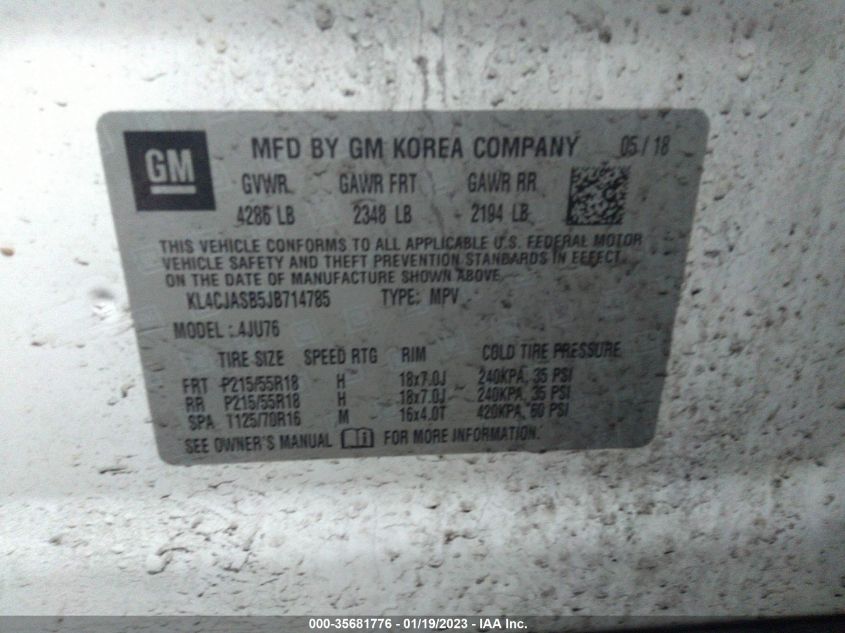 GM
MFD BY GM KOREA COMPANY 05/18
GVWR GAWR FRT GAWR RR
4286 LB 2348 LB 2194 LB
THIS VEHICLE CONFORMS TO ALL APPLICABLE U.S. FEDERAL MOTOR
VEHICLE SAFETY AND THEFT PREVENTION STANDARDS IN EFFECT
ON THE DATE OF MANUFACTURE SHOWN ABOVE.
KL4CJASB5JB714785 TYPE: MPV
MODEL: 4JU76
TIRE SIZE SPEED RTG RIM COLD TIRE PRESSURE
FRT P215/55R18 H 18x7.0J 240KPA, 35 PSI
RR P215/55R18 H 18x7.0J 240KPA, 35 PSI
SPA T125/70R16 M 16x4.0T 420KPA, 60 PSI
SEE OWNER'S MANUAL FOR MORE INFORMATION.
000-35681776 - 01/19/2023 - IAA Inc.